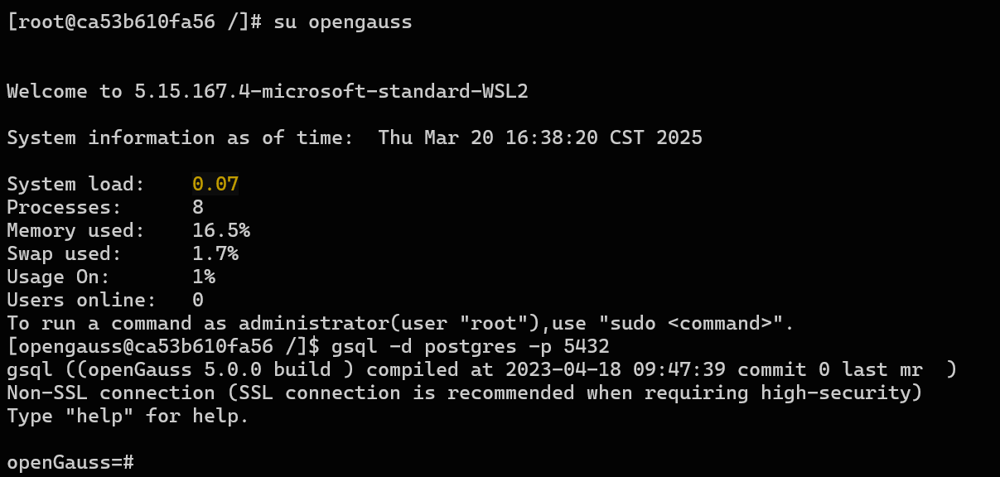 [root@ca53b610fa56 /]# su opengauss
Welcome to 5.15.167.4-microsoft-standard-WSL2
System information as of time:  Thu Mar 20 16:38:20 CST 2025
System load:    0.07
Processes:      8
Memory used:    16.5%
Swap used:      1.7%
Usage On:       1%
Users online:   0
To run a command as administrator(user "root"),use "sudo <command>".
[opengauss@ca53b610fa56 /]$ gsql -d postgres -p 5432
gsql ((openGauss 5.0.0 build ) compiled at 2023-04-18 09:47:39 commit 0 last mr  )
Non-SSL connection (SSL connection is recommended when requiring high-security)
Type "help" for help.
openGauss=#